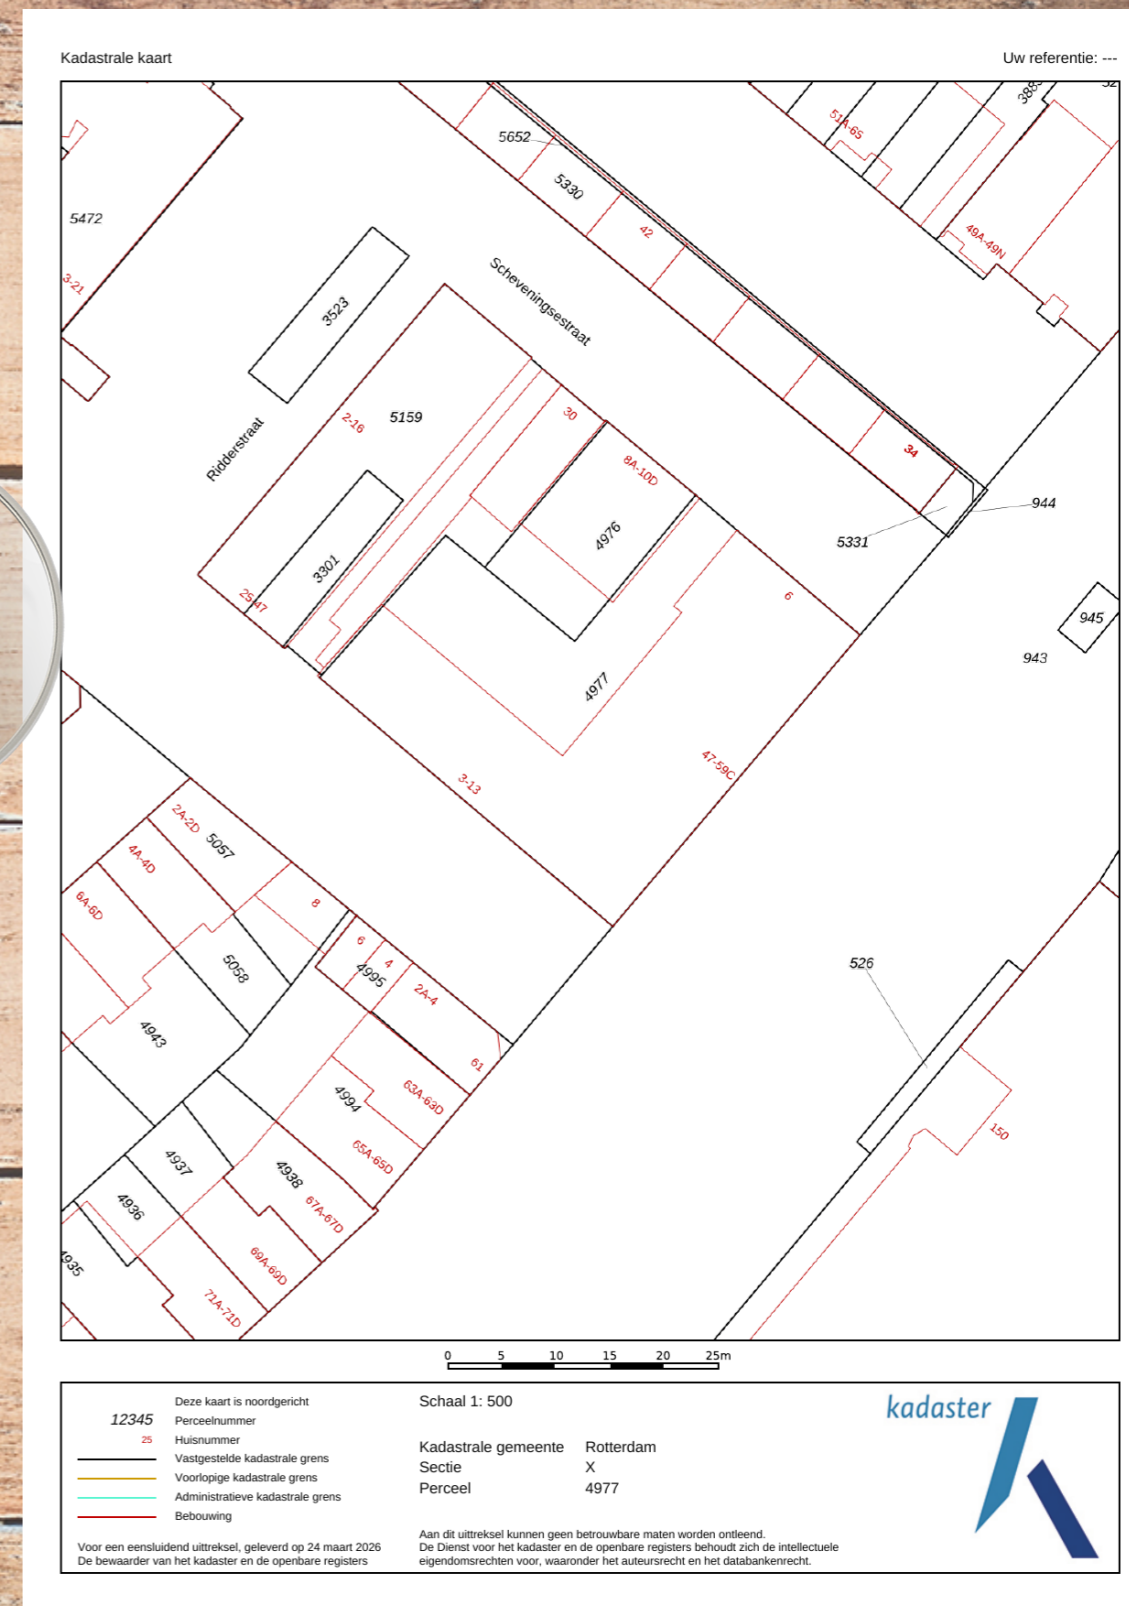 Kadastrale kaart
Uw referentie: ---
5652
5330
42
51A-65
3885
49A-49N
5472
3-21
3523
Scheveningsestraat
Ridderstraat
2-16
5159
30
8A-10D
4976
34
944
5331
945
943
3301
25-47
6
4977
47-59C
3-13
2A-2D
5057
4A-4D
6A-6D
8
6
4
4995
2A-4
5058
4943
61
526
63A-63D
4994
65A-65D
150
4937
4938
67A-67D
4936
69A-69D
4935
71A-71D
0 5 10 15 20 25m
Deze kaart is noordgericht
12345 Perceelnummer
25 Huisnummer
Vastgestelde kadastrale grens
Voorlopige kadastrale grens
Administratieve kadastrale grens
Bebouwing
Voor een eensluidend uittreksel, geleverd op 24 maart 2026
De bewaarder van het kadaster en de openbare registers
Schaal 1: 500
Kadastrale gemeente Rotterdam
Sectie X
Perceel 4977
Aan dit uittreksel kunnen geen betrouwbare maten worden ontleend.
De Dienst voor het kadaster en de openbare registers behoudt zich de intellectuele
eigendomsrechten voor, waaronder het auteursrecht en het databankenrecht.
kadaster